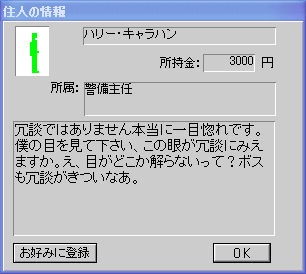 住人の情報
ハリー・キャラハン
所持金: 3000 円
所属: 警備主任
冗談ではありません本当に一目惚れです。
僕の目を見て下さい、この眼が冗談にみえ
ますか。え、目がどこか解らないって？ボス
も冗談がきついなあ。
お好みに登録 OK